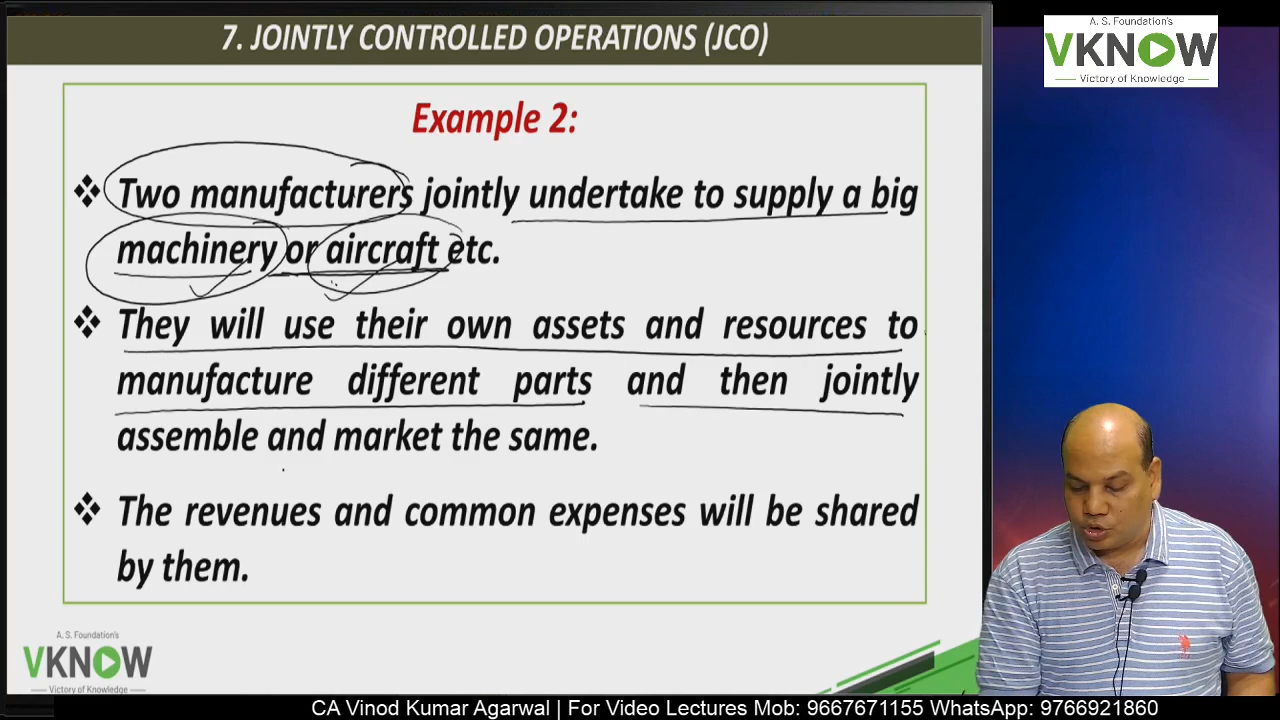 7. JOINTLY CONTROLLED OPERATIONS (JCO)
A. S. Foundation's
VKNOW
Victory of Knowledge
Example 2:
❖ Two manufacturers jointly undertake to supply a big
machinery or aircraft etc.
❖ They will use their own assets and resources to
manufacture different parts and then jointly
assemble and market the same.
❖ The revenues and common expenses will be shared
by them.
A. S. Foundation's
VKNOW
Victory of Knowledge
CA Vinod Kumar Agarwal | For Video Lectures Mob: 9667671155 WhatsApp: 9766921860